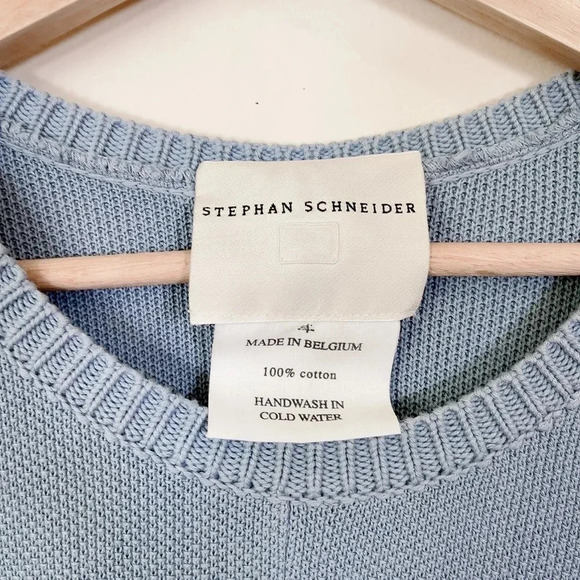 STEPHAN SCHNEIDER
4.
MADE IN BELGIUM
100% cotton
HANDWASH IN
COLD WATER